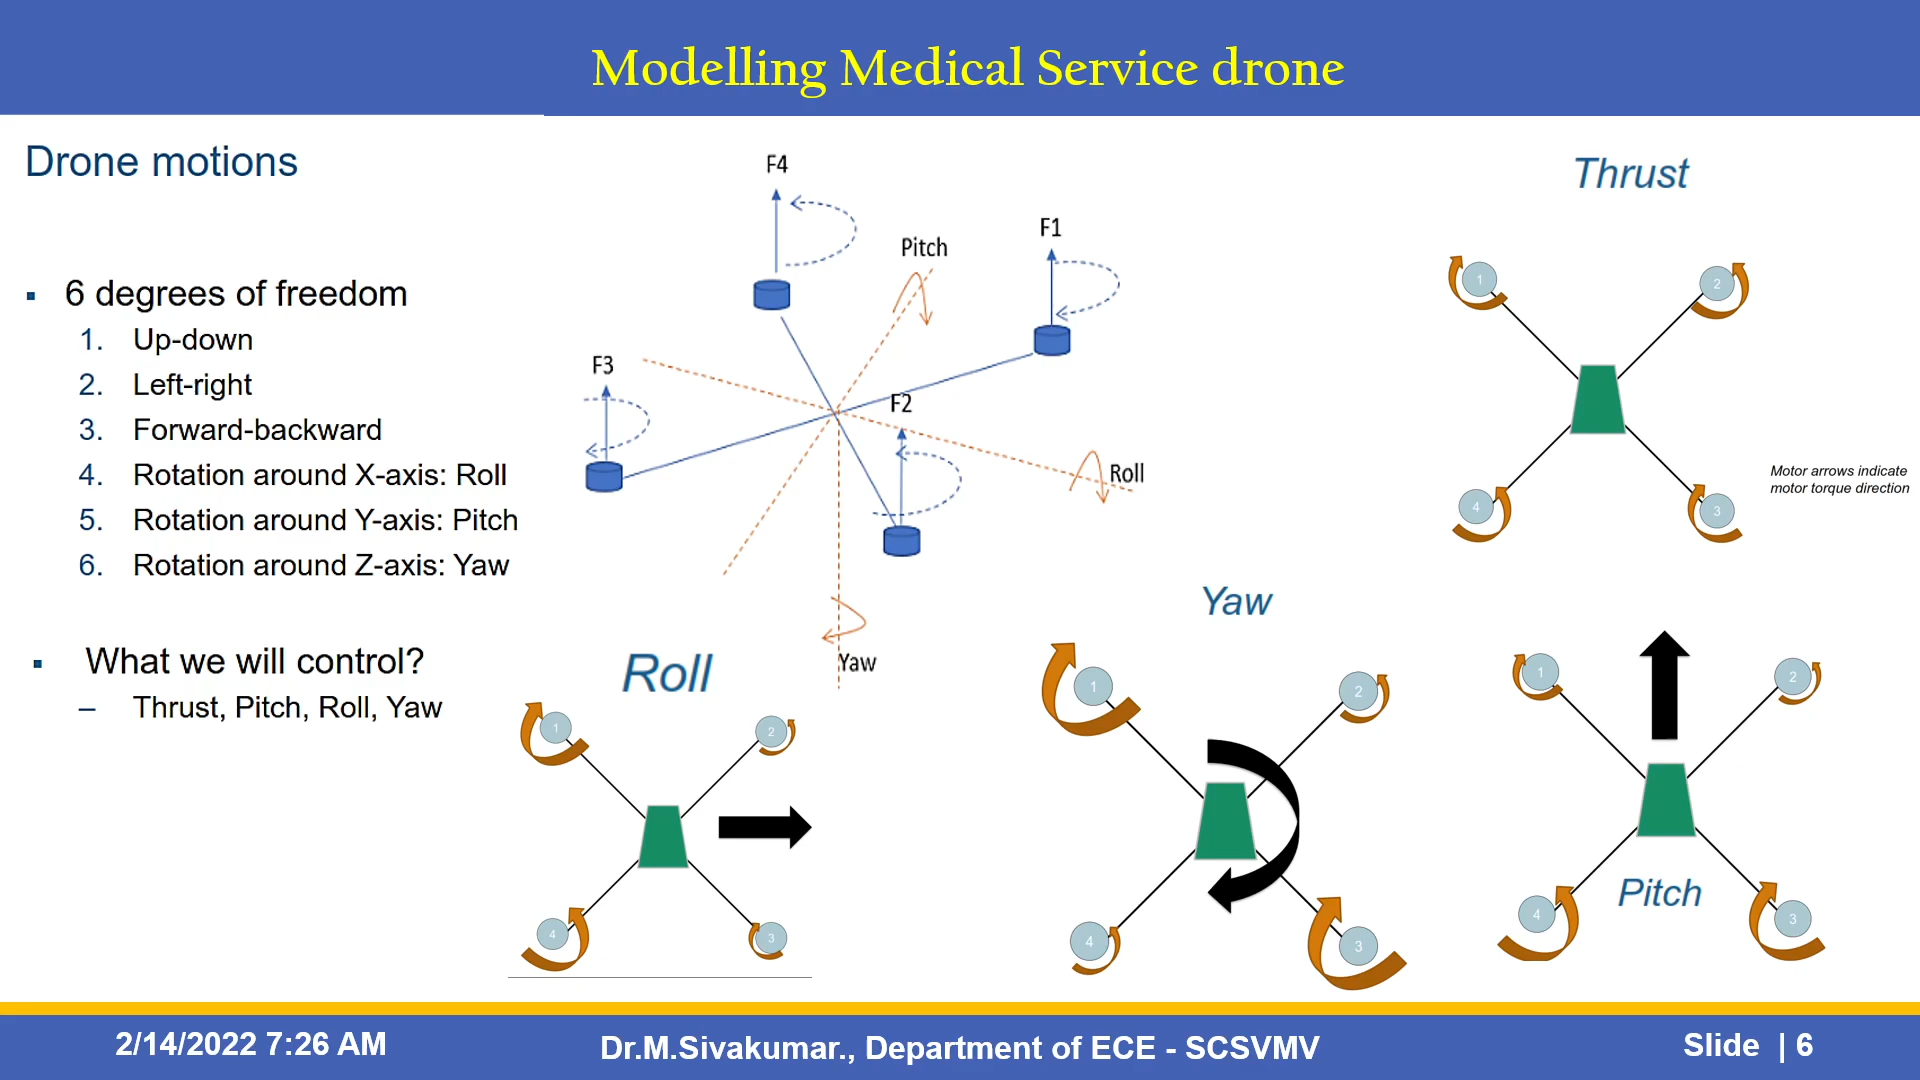 Modelling Medical Service drone
Drone motions
6 degrees of freedom
1. Up-down
2. Left-right
3. Forward-backward
4. Rotation around X-axis: Roll
5. Rotation around Y-axis: Pitch
6. Rotation around Z-axis: Yaw
What we will control?
– Thrust, Pitch, Roll, Yaw
F4
F1
Pitch
F3
F2
Roll
Yaw
Thrust
1
2
4
3
Motor arrows indicate
motor torque direction
Roll
1
2
4
3
Yaw
1
2
4
3
1
2
Pitch
4
3
2/14/2022 7:26 AM
Dr.M.Sivakumar., Department of ECE - SCSVMV
Slide | 6